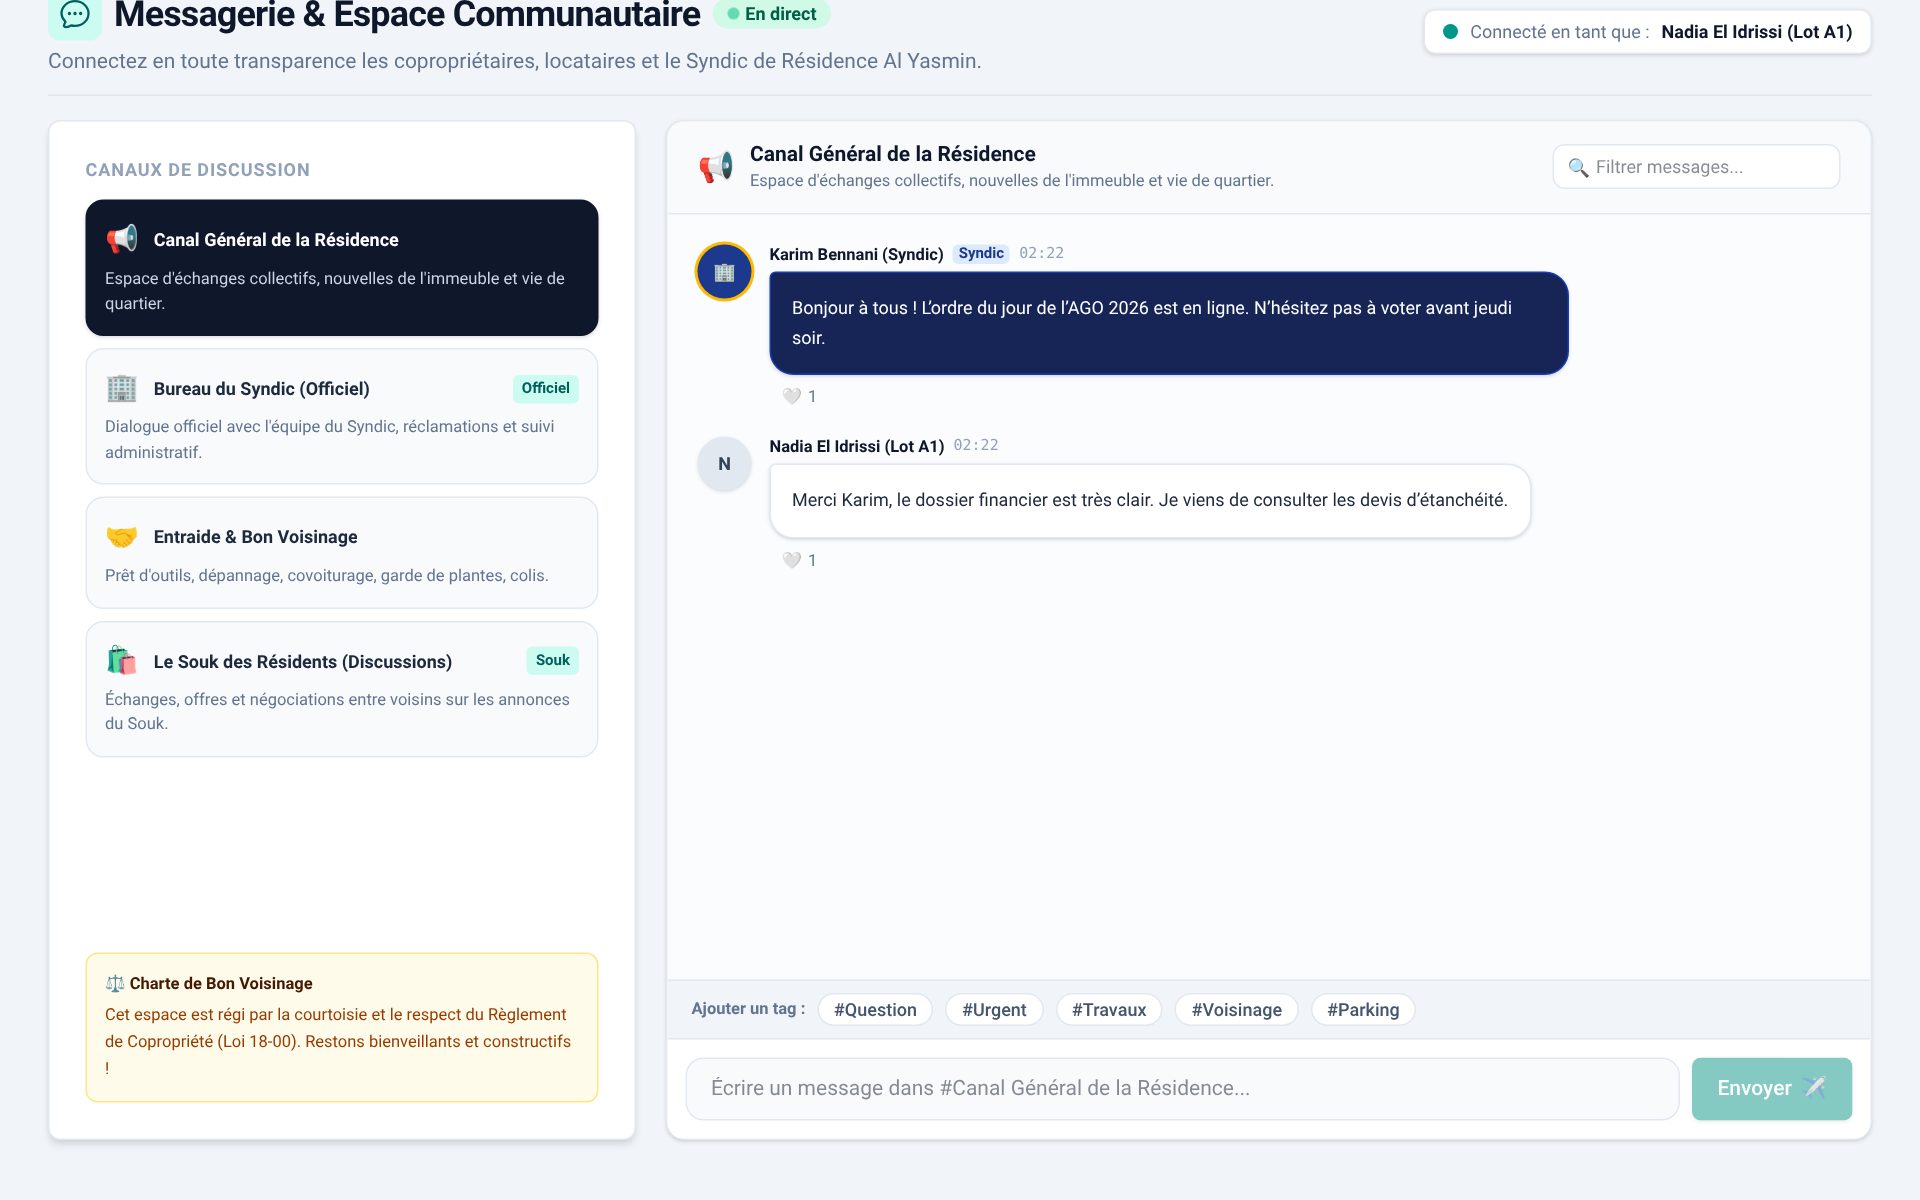 Messagerie & Espace Communautaire
En direct
Connectez en toute transparence les copropriétaires, locataires et le Syndic de Résidence Al Yasmin.
Connecté en tant que : Nadia El Idrissi (Lot A1)
CANAUX DE DISCUSSION
Canal Général de la Résidence
Espace d'échanges collectifs, nouvelles de l'immeuble et vie de
quartier.
Bureau du Syndic (Officiel)
Officiel
Dialogue officiel avec l'équipe du Syndic, réclamations et suivi
administratif.
Entraide & Bon Voisinage
Prêt d'outils, dépannage, covoiturage, garde de plantes, colis.
Le Souk des Résidents (Discussions)
Souk
Échanges, offres et négociations entre voisins sur les annonces
du Souk.
Charte de Bon Voisinage
Cet espace est régi par la courtoisie et le respect du Règlement
de Copropriété (Loi 18-00). Restons bienveillants et constructifs
!
Canal Général de la Résidence
Espace d'échanges collectifs, nouvelles de l'immeuble et vie de quartier.
Filtrer messages...
Karim Bennani (Syndic) Syndic 02:22
Bonjour à tous ! L’ordre du jour de l’AGO 2026 est en ligne. N’hésitez pas à voter avant jeudi
soir.
1
N
Nadia El Idrissi (Lot A1) 02:22
Merci Karim, le dossier financier est très clair. Je viens de consulter les devis d’étanchéité.
1
Ajouter un tag : #Question #Urgent #Travaux #Voisinage #Parking
Écrire un message dans #Canal Général de la Résidence...
Envoyer